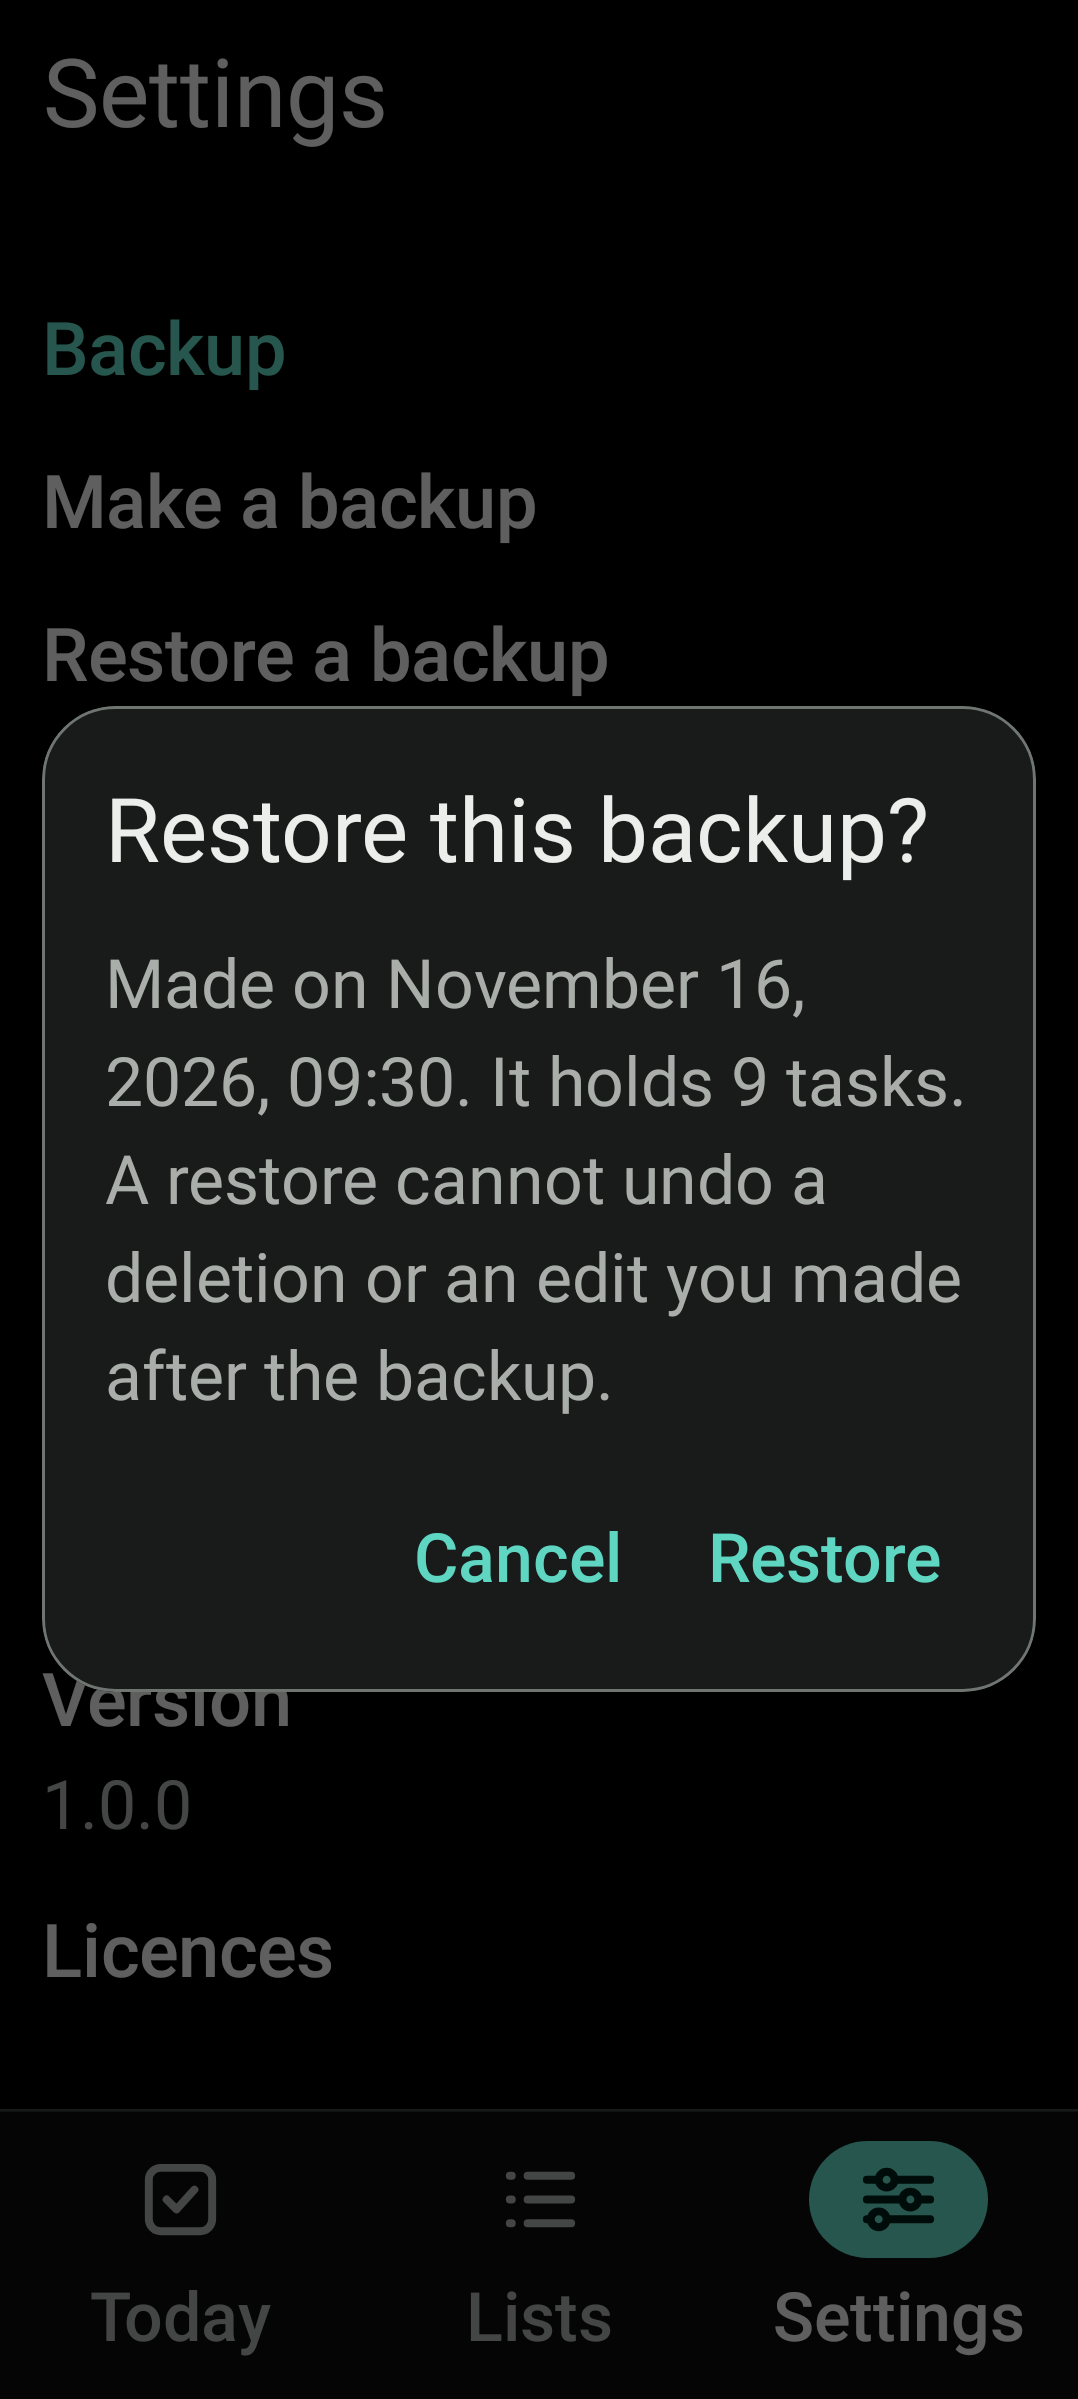 Settings
Backup
Make a backup
Restore a backup
Restore this backup?
Made on November 16,
2026, 09:30. It holds 9 tasks.
A restore cannot undo a
deletion or an edit you made
after the backup.
Cancel Restore
Version
1.0.0
Licences
Today Lists Settings